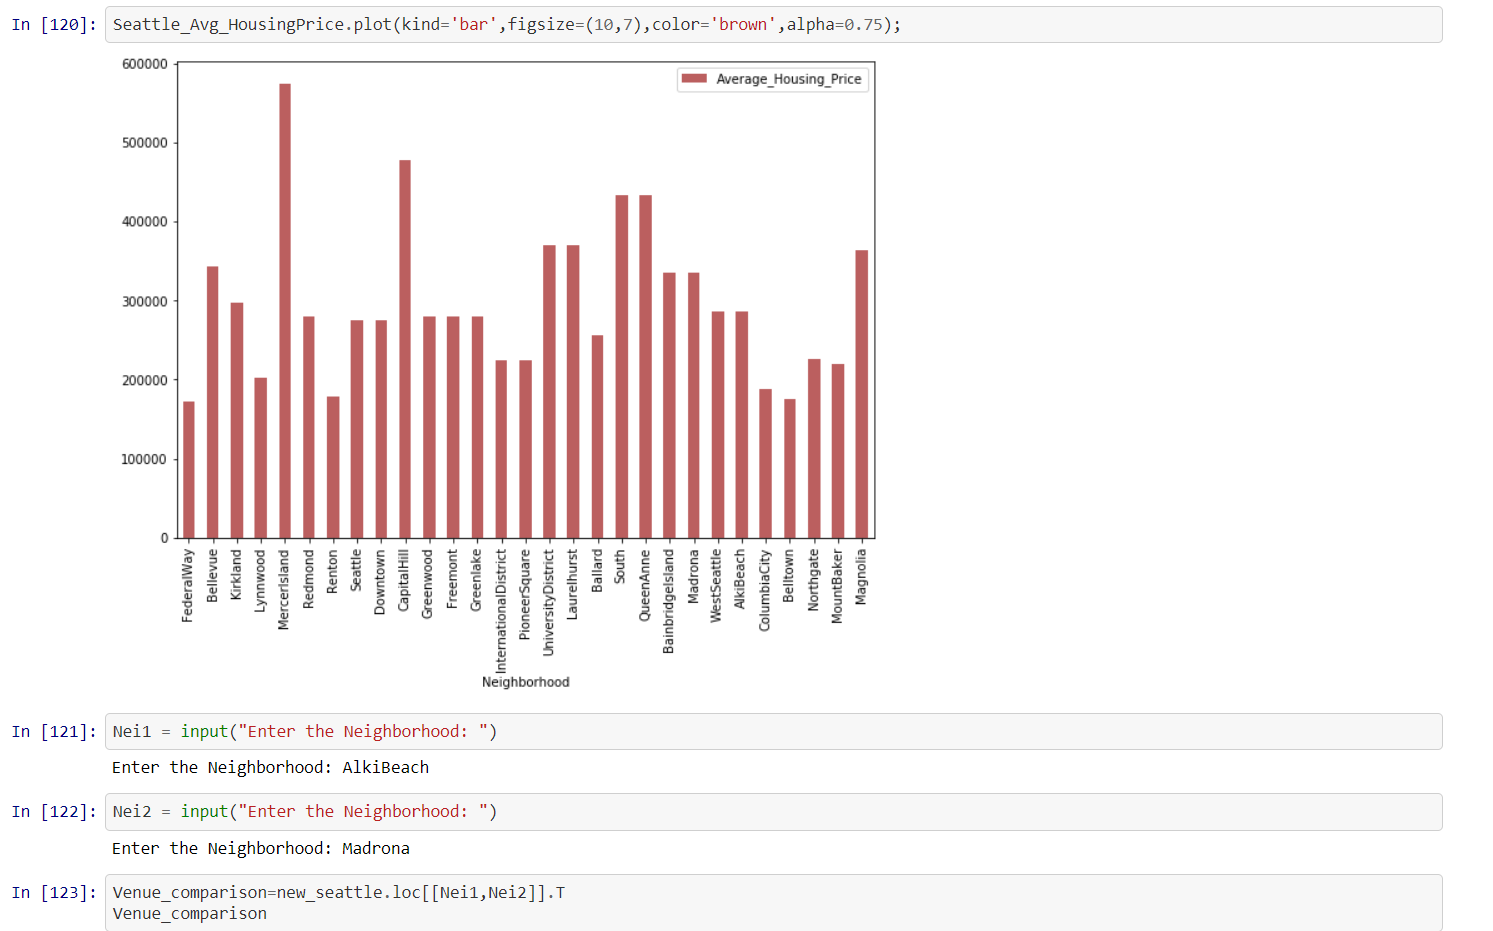 In [120]: Seattle_Avg_HousingPrice.plot(kind='bar',figsize=(10,7),color='brown',alpha=0.75);
600000
Average_Housing_Price
500000
400000
300000
200000
100000
0
FederalWay
Bellevue
Kirkland
Lynnwood
MercerIsland
Redmond
Renton
Seattle
Downtown
CapitalHill
Greenwood
Freemont
Greenlake
InternationalDistrict
PioneerSquare
UniversityDistrict
Laurelhurst
Ballard
South
QueenAnne
BainbridgeIsland
Madrona
WestSeattle
AlkiBeach
ColumbiaCity
Belltown
Northgate
MountBaker
Magnolia
Neighborhood
In [121]: Nei1 = input("Enter the Neighborhood: ")
Enter the Neighborhood: AlkiBeach
In [122]: Nei2 = input("Enter the Neighborhood: ")
Enter the Neighborhood: Madrona
In [123]: Venue_comparison=new_seattle.loc[[Nei1,Nei2]].T
Venue_comparison